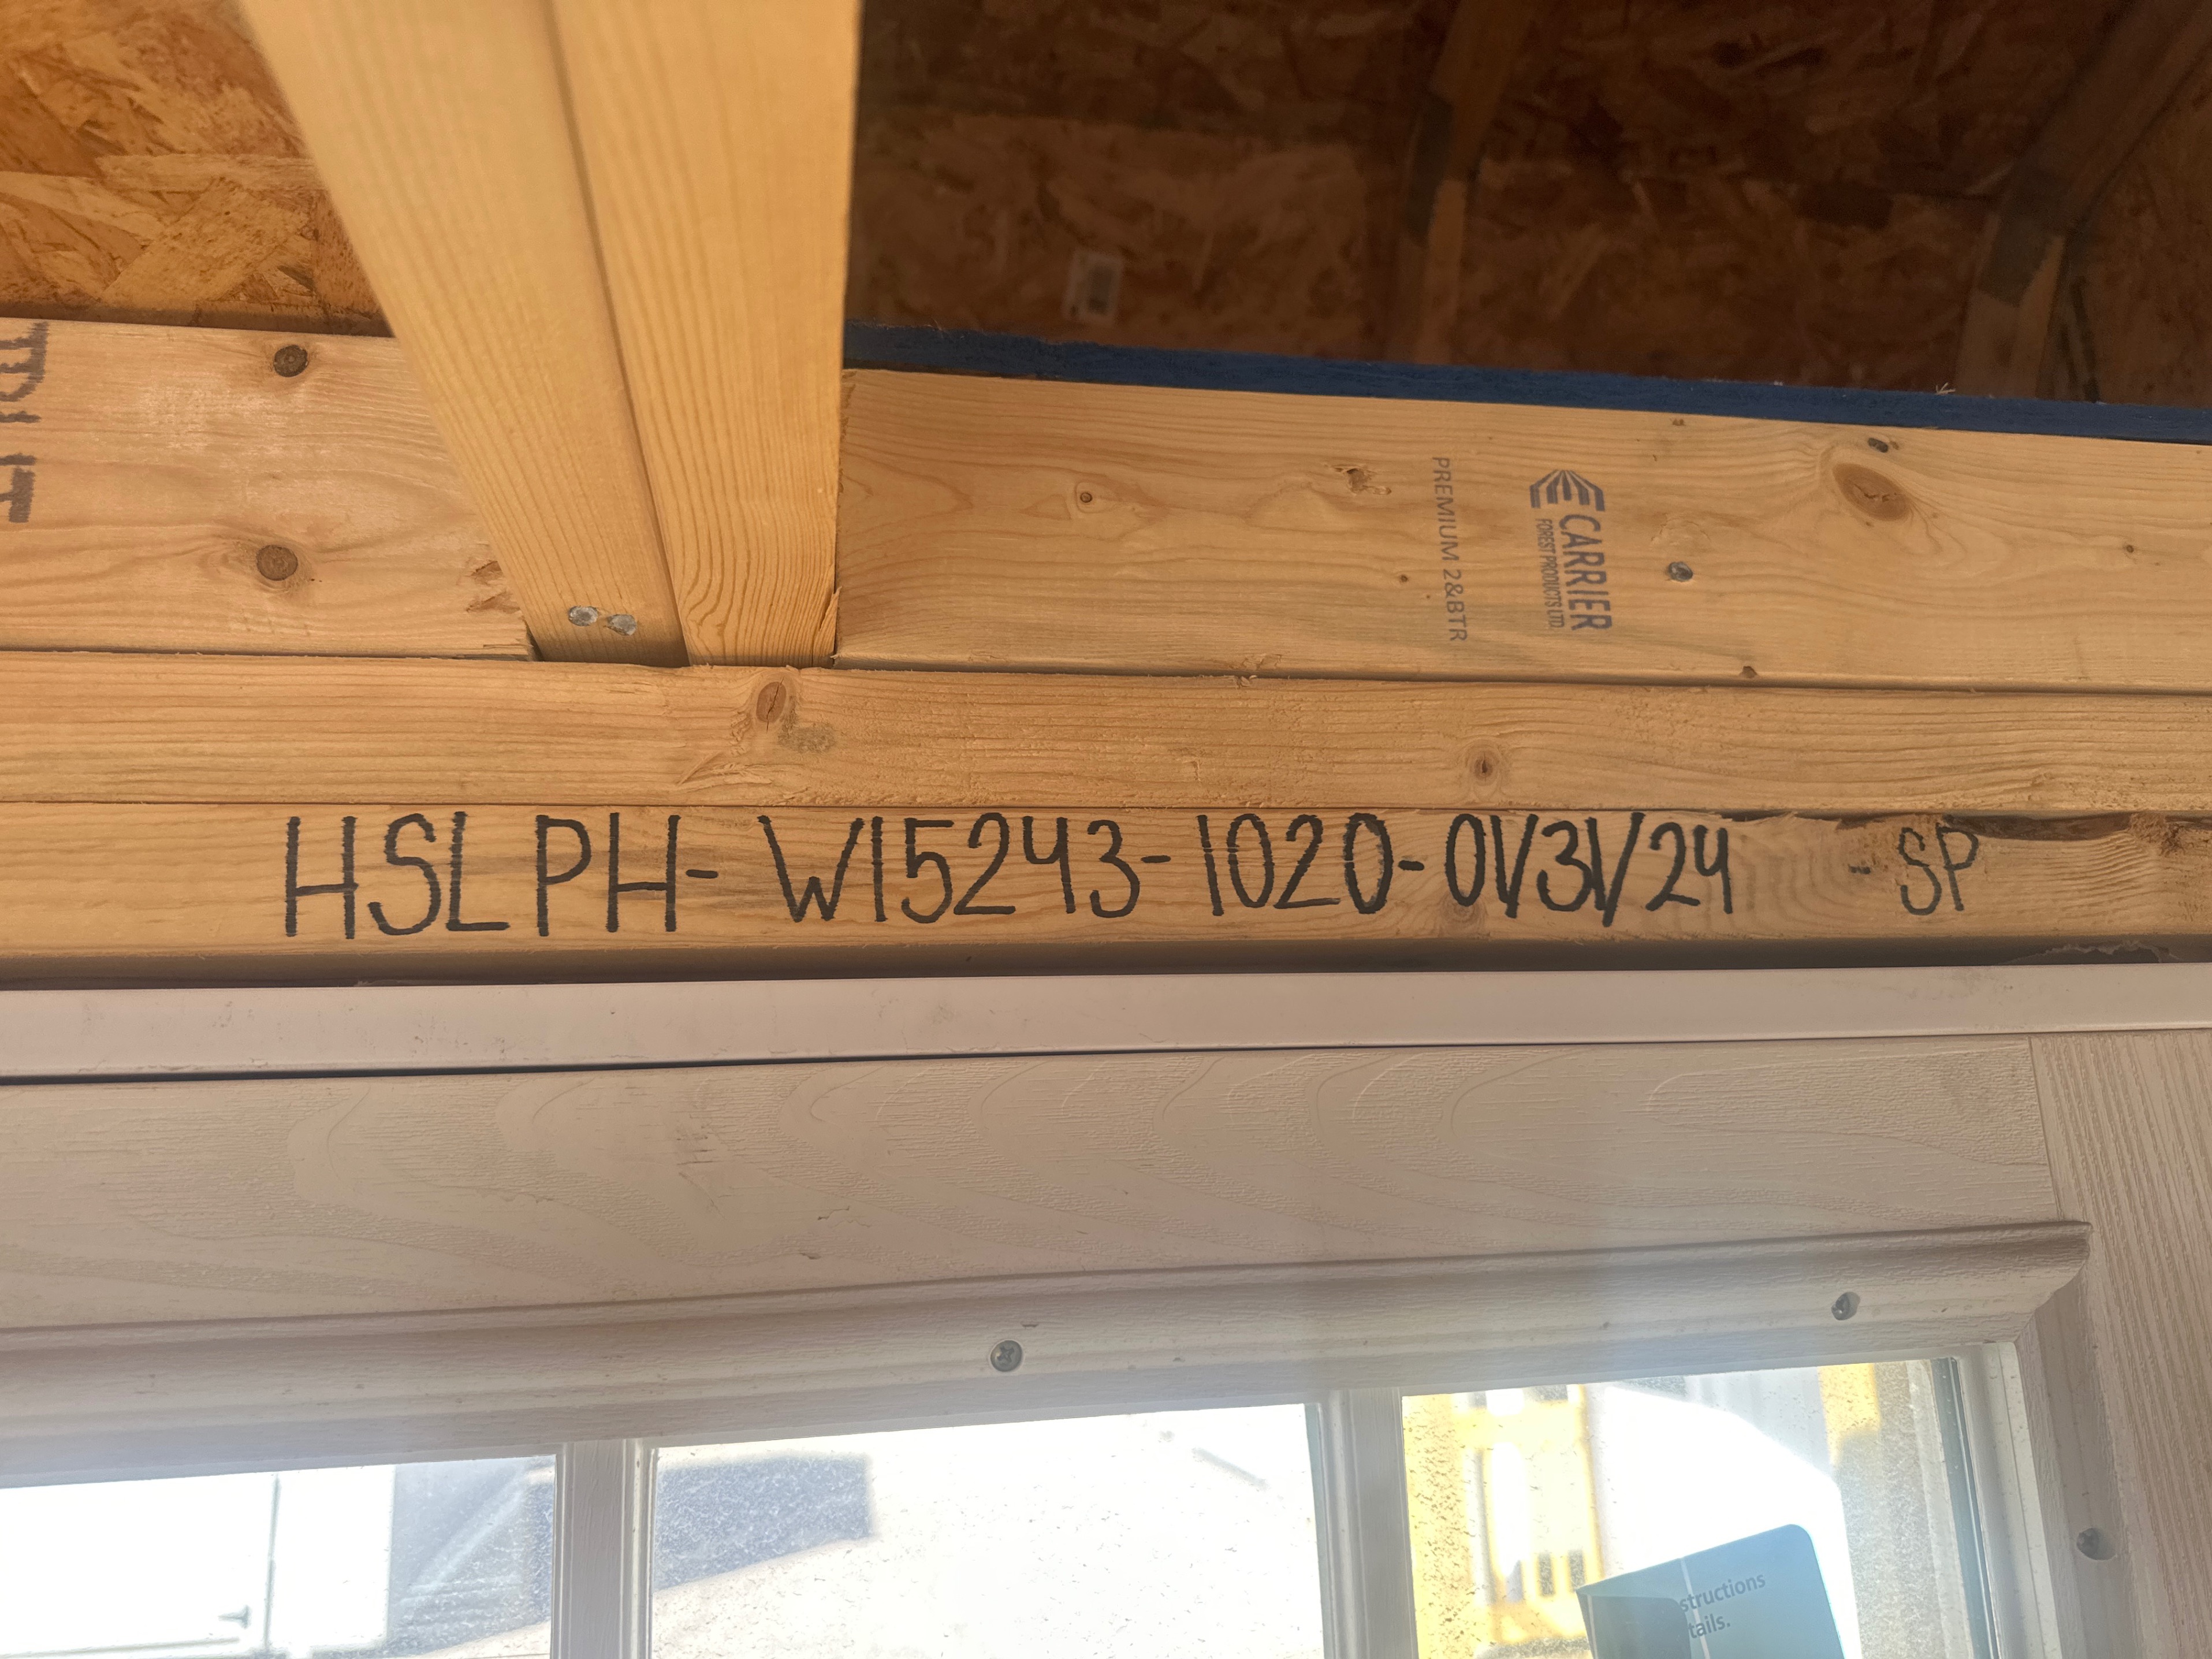 PREMIUM 2&BTR
CARRIER
FOREST PRODUCTS LTD.
HSLPH-W15243-1020-01/31/24 -SP
structions
tails.